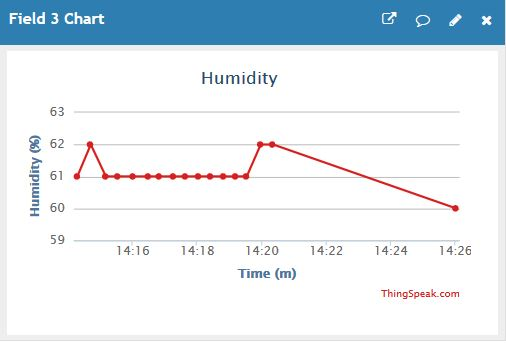 Field 3 Chart
Humidity
Humidity (%)
63
62
61
60
59
14:16 14:18 14:20 14:22 14:24 14:26
Time (m)
ThingSpeak.com